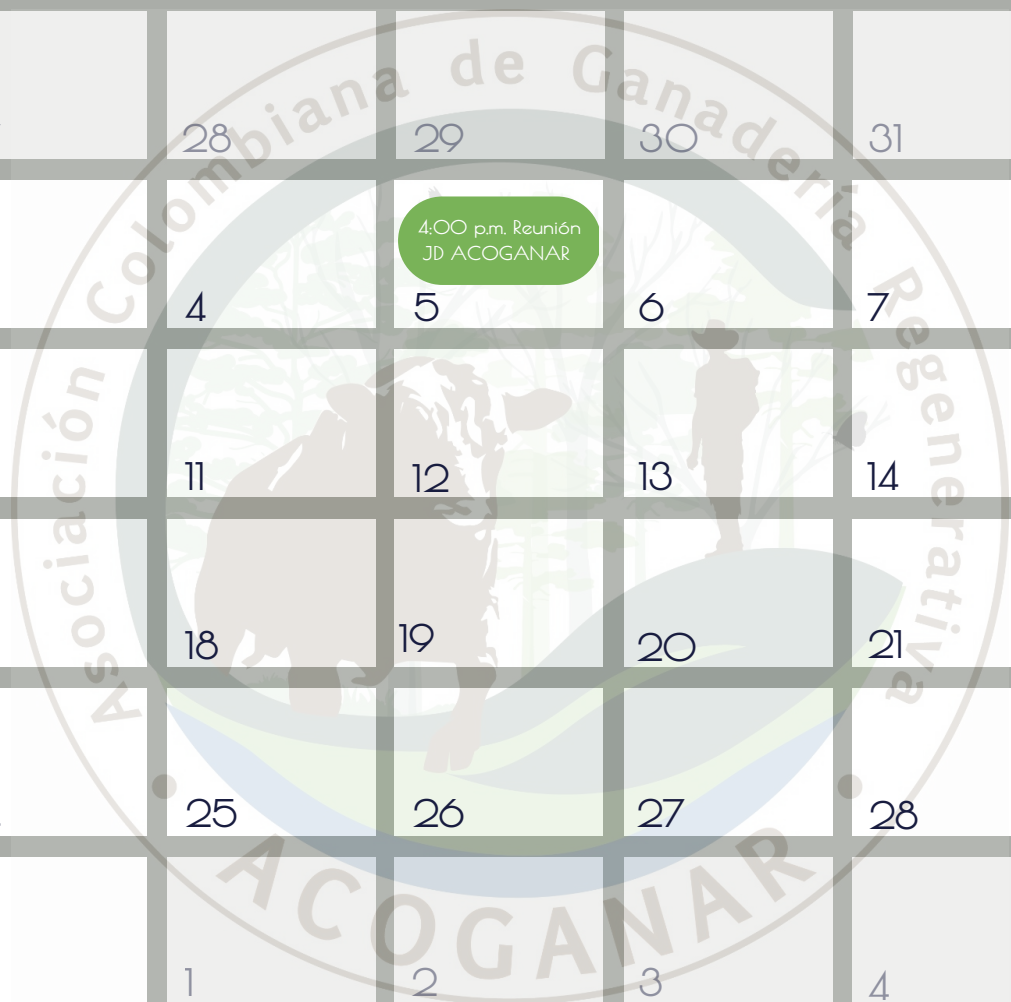 Asociación Colombiana de Ganadería Regenerativa
28 29 30 31
4:00 p.m. Reunión
JD ACOGANAR
4 5 6 7
11 12 13 14
18 19 20 21
25 26 27 28
ACOGANAR
1 2 3 4